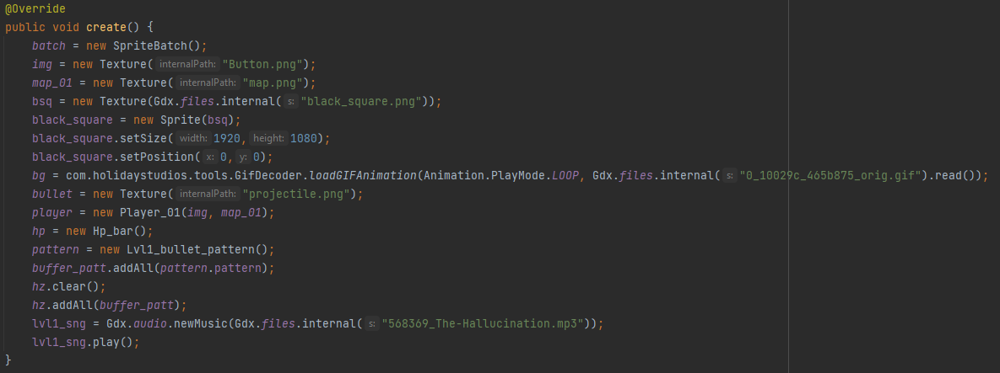 @Override
public void create() {
batch = new SpriteBatch();
img = new Texture( internalPath: "Button.png");
map_01 = new Texture( internalPath: "map.png");
bsq = new Texture(Gdx.files.internal( s: "black_square.png"));
black_square = new Sprite(bsq);
black_square.setSize( width: 1920, height: 1080);
black_square.setPosition( x: 0, y: 0);
bg = com.holidaystudios.tools.GifDecoder.loadGIFAnimation(Animation.PlayMode.LOOP, Gdx.files.internal( s: "0_10029c_465b875_orig.gif").read());
bullet = new Texture( internalPath: "projectile.png");
player = new Player_01(img, map_01);
hp = new Hp_bar();
pattern = new Lvl1_bullet_pattern();
buffer_patt.addAll(pattern.pattern);
hz.clear();
hz.addAll(buffer_patt);
lvl1_sng = Gdx.audio.newMusic(Gdx.files.internal( s: "568369_The-Hallucination.mp3"));
lvl1_sng.play();
}